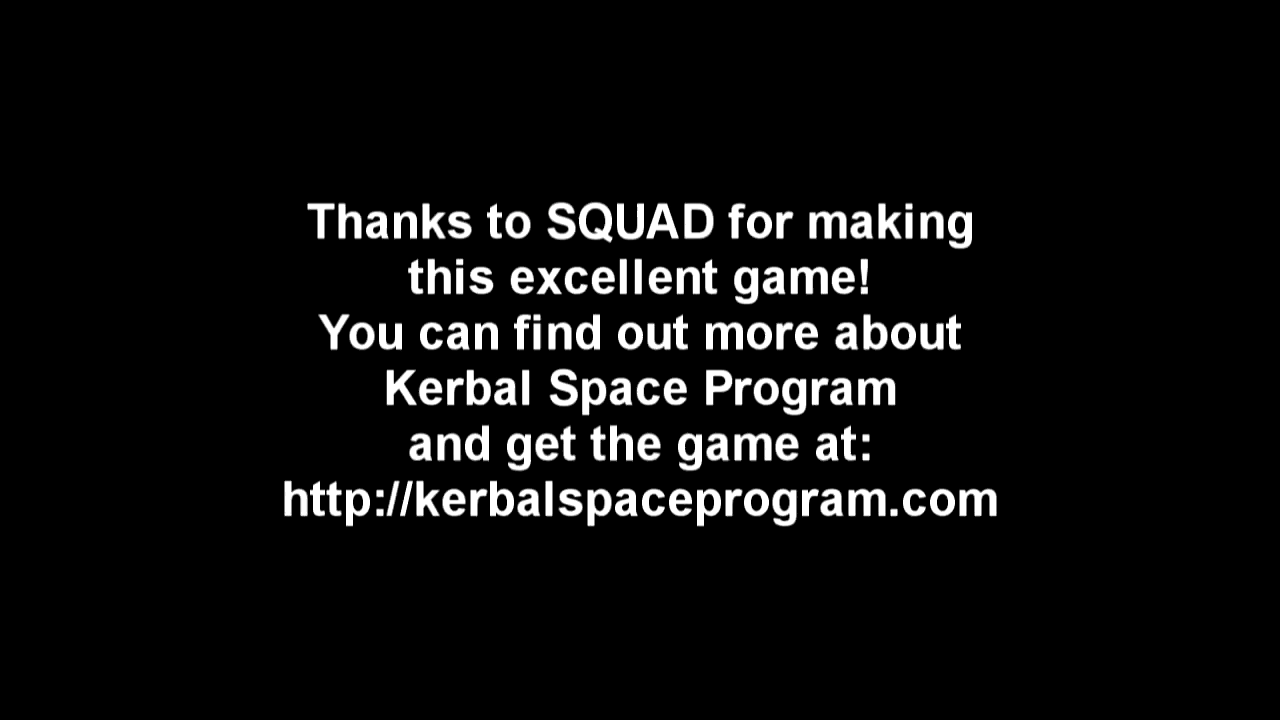 Thanks to SQUAD for making
this excellent game!
You can find out more about
Kerbal Space Program
and get the game at:
http://kerbalspaceprogram.com